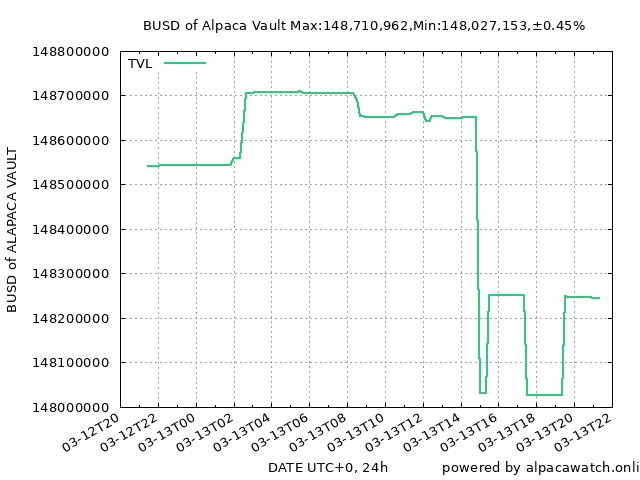 BUSD of Alpaca Vault Max:148,710,962,Min:148,027,153,±0.45%
TVL
148800000
148700000
148600000
148500000
148400000
148300000
148200000
148100000
148000000
BUSD of ALAPACA VAULT
03-12T20
03-12T22
03-13T00
03-13T02
03-13T04
03-13T06
03-13T08
03-13T10
03-13T12
03-13T14
03-13T16
03-13T18
03-13T20
03-13T22
DATE UTC+0, 24h
powered by alpacawatch.onli